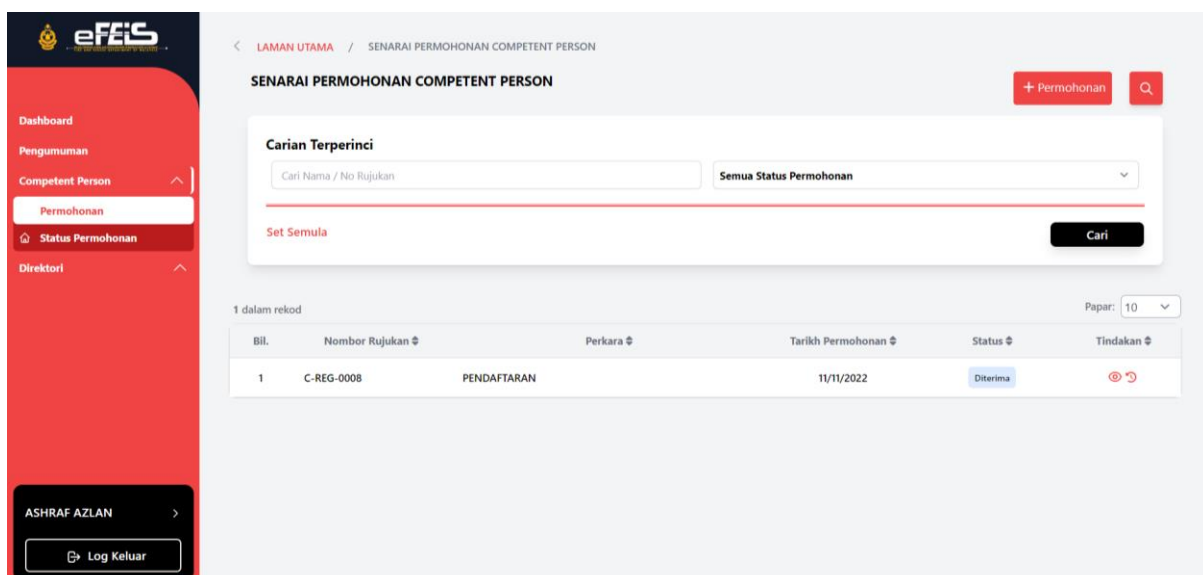 eFEiS
LAMAN UTAMA / SENARAI PERMOHONAN COMPETENT PERSON
SENARAI PERMOHONAN COMPETENT PERSON
+ Permohonan
Dashboard
Pengumuman
Competent Person
Permohonan
Status Permohonan
Direktori
Carian Terperinci
Cari Nama / No Rujukan
Semua Status Permohonan
Set Semula
Cari
1 dalam rekod
Papar: 10
Bil. Nombor Rujukan Perkara Tarikh Permohonan Status Tindakan
1 C-REG-0008 PENDAFTARAN 11/11/2022 Diterima
ASHRAF AZLAN
Log Keluar